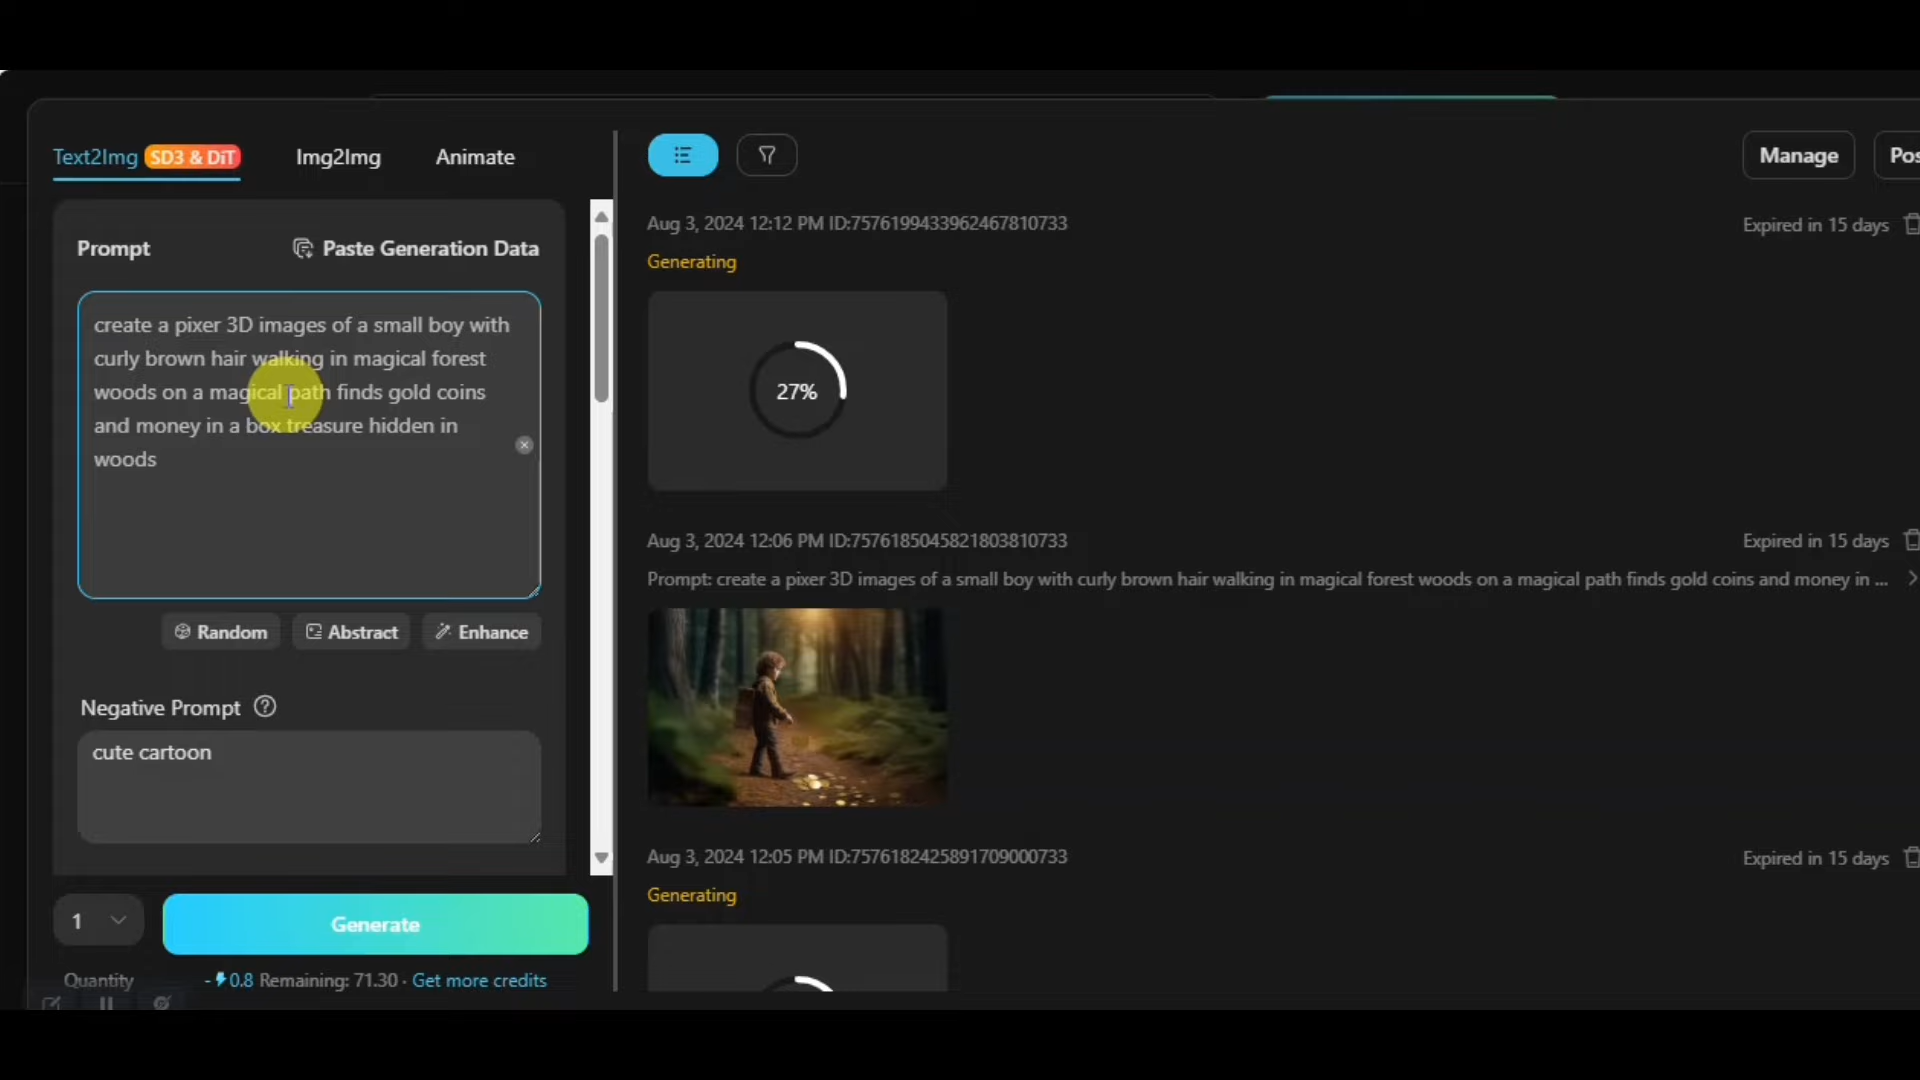 Text2Img SD3 & DiT Img2Img Animate
Prompt Paste Generation Data
create a pixer 3D images of a small boy with
curly brown hair walking in magical forest
woods on a magical path finds gold coins
and money in a box treasure hidden in
woods
Random Abstract Enhance
Negative Prompt ?
cute cartoon
1 Generate
Quantity -0.8 Remaining: 71.30 · Get more credits
Manage Pos
Aug 3, 2024 12:12 PM ID:757619943396246781​0733 Expired in 15 days
Generating
27%
Aug 3, 2024 12:06 PM ID:757618504582180381​0733 Expired in 15 days
Prompt: create a pixer 3D images of a small boy with curly brown hair walking in magical forest woods on a magical path finds gold coins and money in ...
Aug 3, 2024 12:05 PM ID:757618242589170900​0733 Expired in 15 days
Generating